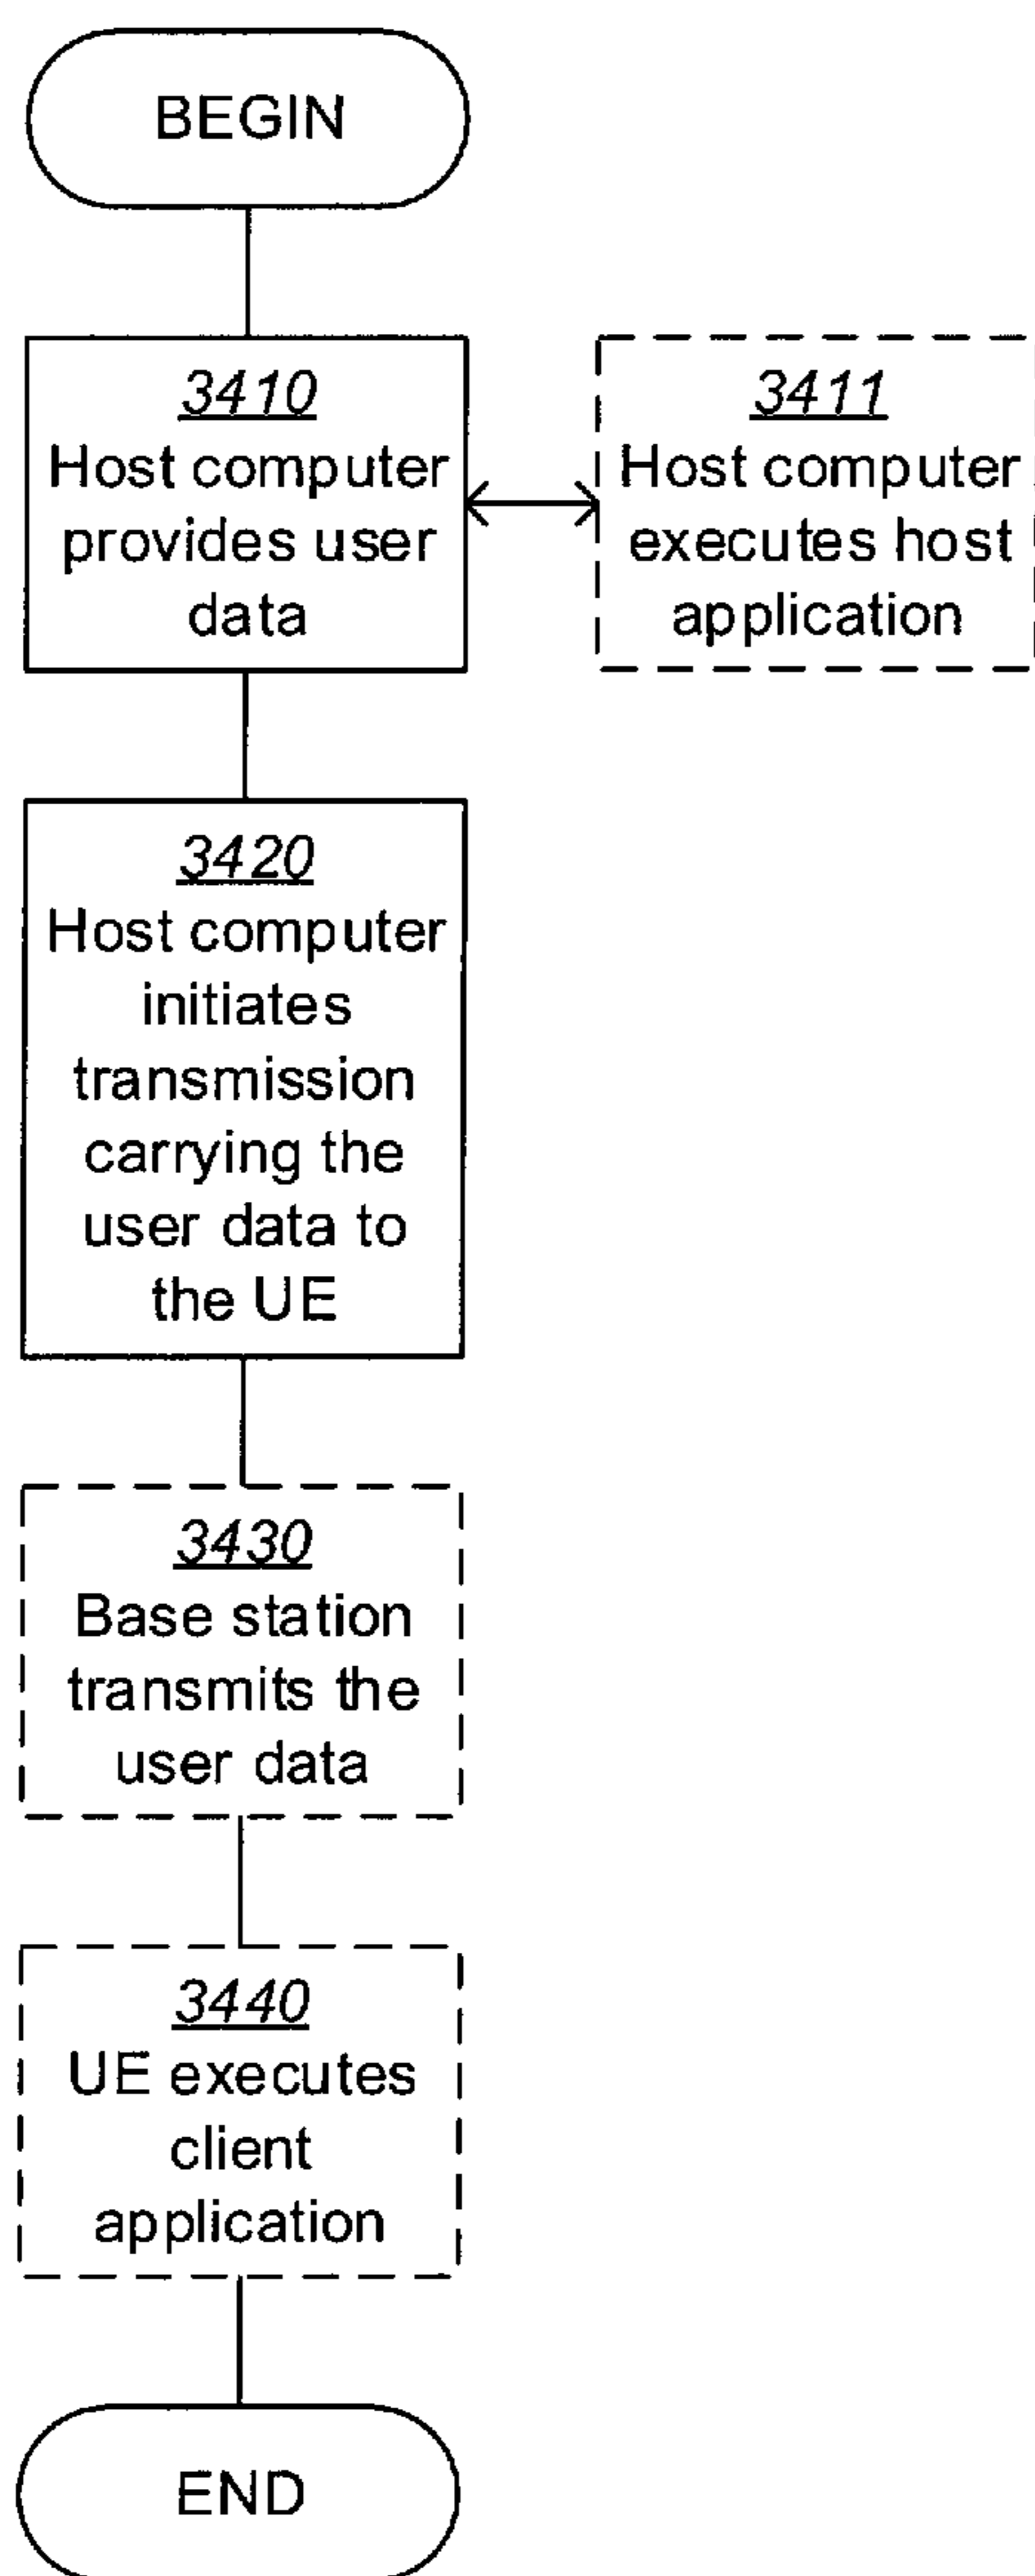 BEGIN
3410
Host computer
provides user
data
3411
Host computer
executes host
application
3420
Host computer
initiates
transmission
carrying the
user data to
the UE
3430
Base station
transmits the
user data
3440
UE executes
client
application
END